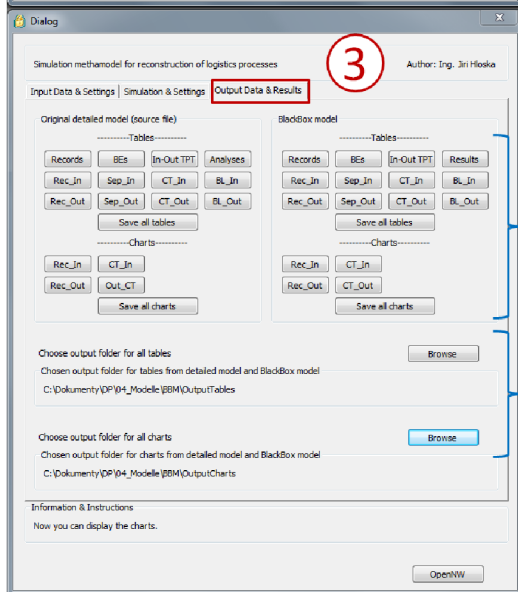 Dialog
x
Simulation methamodel for reconstruction of logistics processes
3
Author: Ing. Jiri Hloska
Input Data & Settings Simulation & Settings Output Data & Results
Original detailed model (source file)
----------Tables----------
Records BEs In-Out TPT Analyses
Rec_In Sep_In CT_In BL_In
Rec_Out Sep_Out CT_Out BL_Out
Save all tables
----------Charts----------
Rec_In CT_In
Rec_Out Out_CT
Save all charts
BlackBox model
----------Tables----------
Records BEs In-Out TPT Results
Rec_In Sep_In CT_In BL_In
Rec_Out Sep_Out CT_Out BL_Out
Save all tables
----------Charts----------
Rec_In CT_In
Rec_Out CT_Out
Save all charts
Choose output folder for all tables
Browse
Chosen output folder for tables from detailed model and BlackBox model
C:\Dokumenty\DP\04_Modelle\BBM\OutputTables
Choose output folder for all charts
Browse
Chosen output folder for charts from detailed model and BlackBox model
C:\Dokumenty\DP\04_Modelle\BBM\OutputCharts
Information & Instructions
Now you can display the charts.
OpenNW